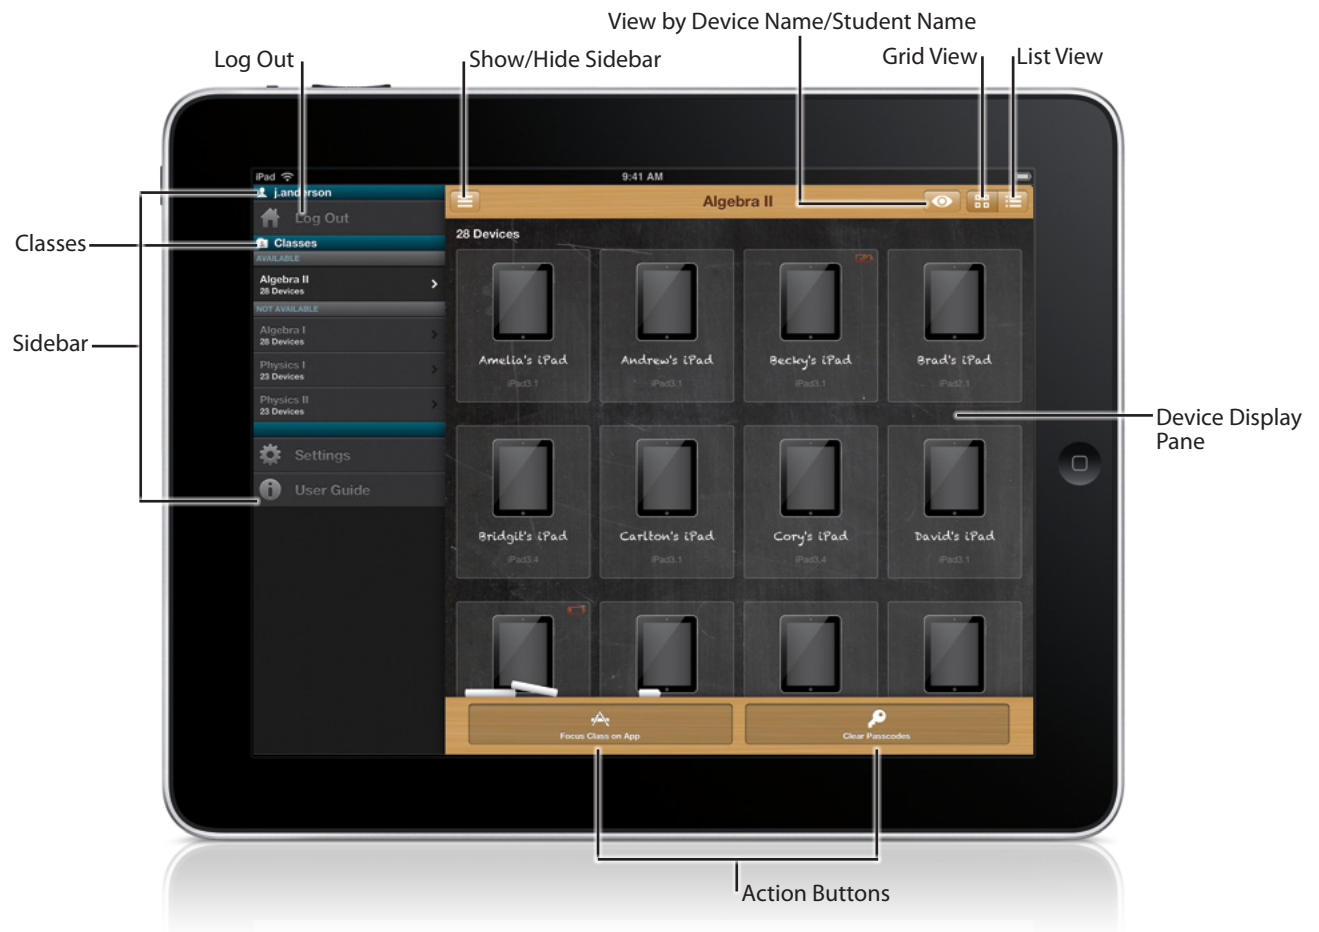 View by Device Name/Student Name
Log Out
Show/Hide Sidebar
Grid View
List View
iPad
9:41 AM
j.anderson
Log Out
Algebra II
Classes
Classes
28 Devices
AVAILABLE
Algebra II
28 Devices
NOT AVAILABLE
Algebra I
28 Devices
Sidebar
Physics I
23 Devices
Physics II
23 Devices
Settings
User Guide
Amelia's iPad
iPad3.1
Andrew's iPad
iPad3.1
Becky's iPad
iPad3.1
Brad's iPad
iPad2.1
Device Display
Pane
Bridgit's iPad
iPad3.4
Carlton's iPad
iPad3.1
Cory's iPad
iPad3.4
David's iPad
iPad3.1
Focus Class on App
Clear Passcodes
Action Buttons